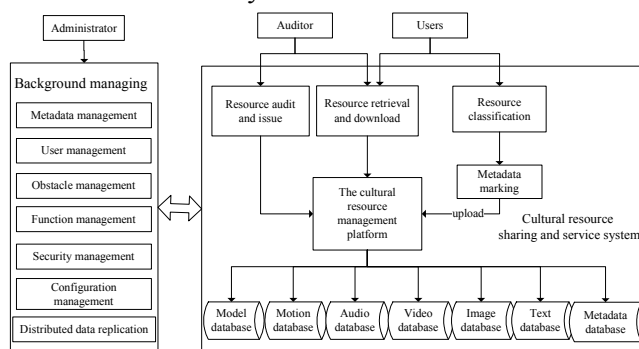 Administrator
Auditor
Users
Background managing
Metadata management
User management
Obstacle management
Function management
Security management
Configuration
management
Distributed data replication
Resource audit
and issue
Resource retrieval
and download
Resource
classification
Metadata
marking
The cultural
resource
management
platform
upload
Cultural resource
sharing and service system
Model
database
Motion
database
Audio
database
Video
database
Image
database
Text
database
Metadata
database